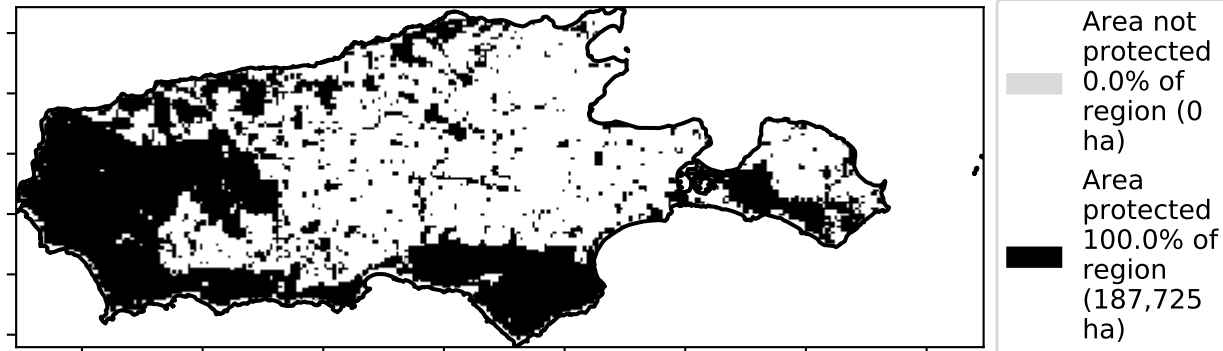 Area not
protected
0.0% of
region (0
ha)
Area
protected
100.0% of
region
(187,725
ha)